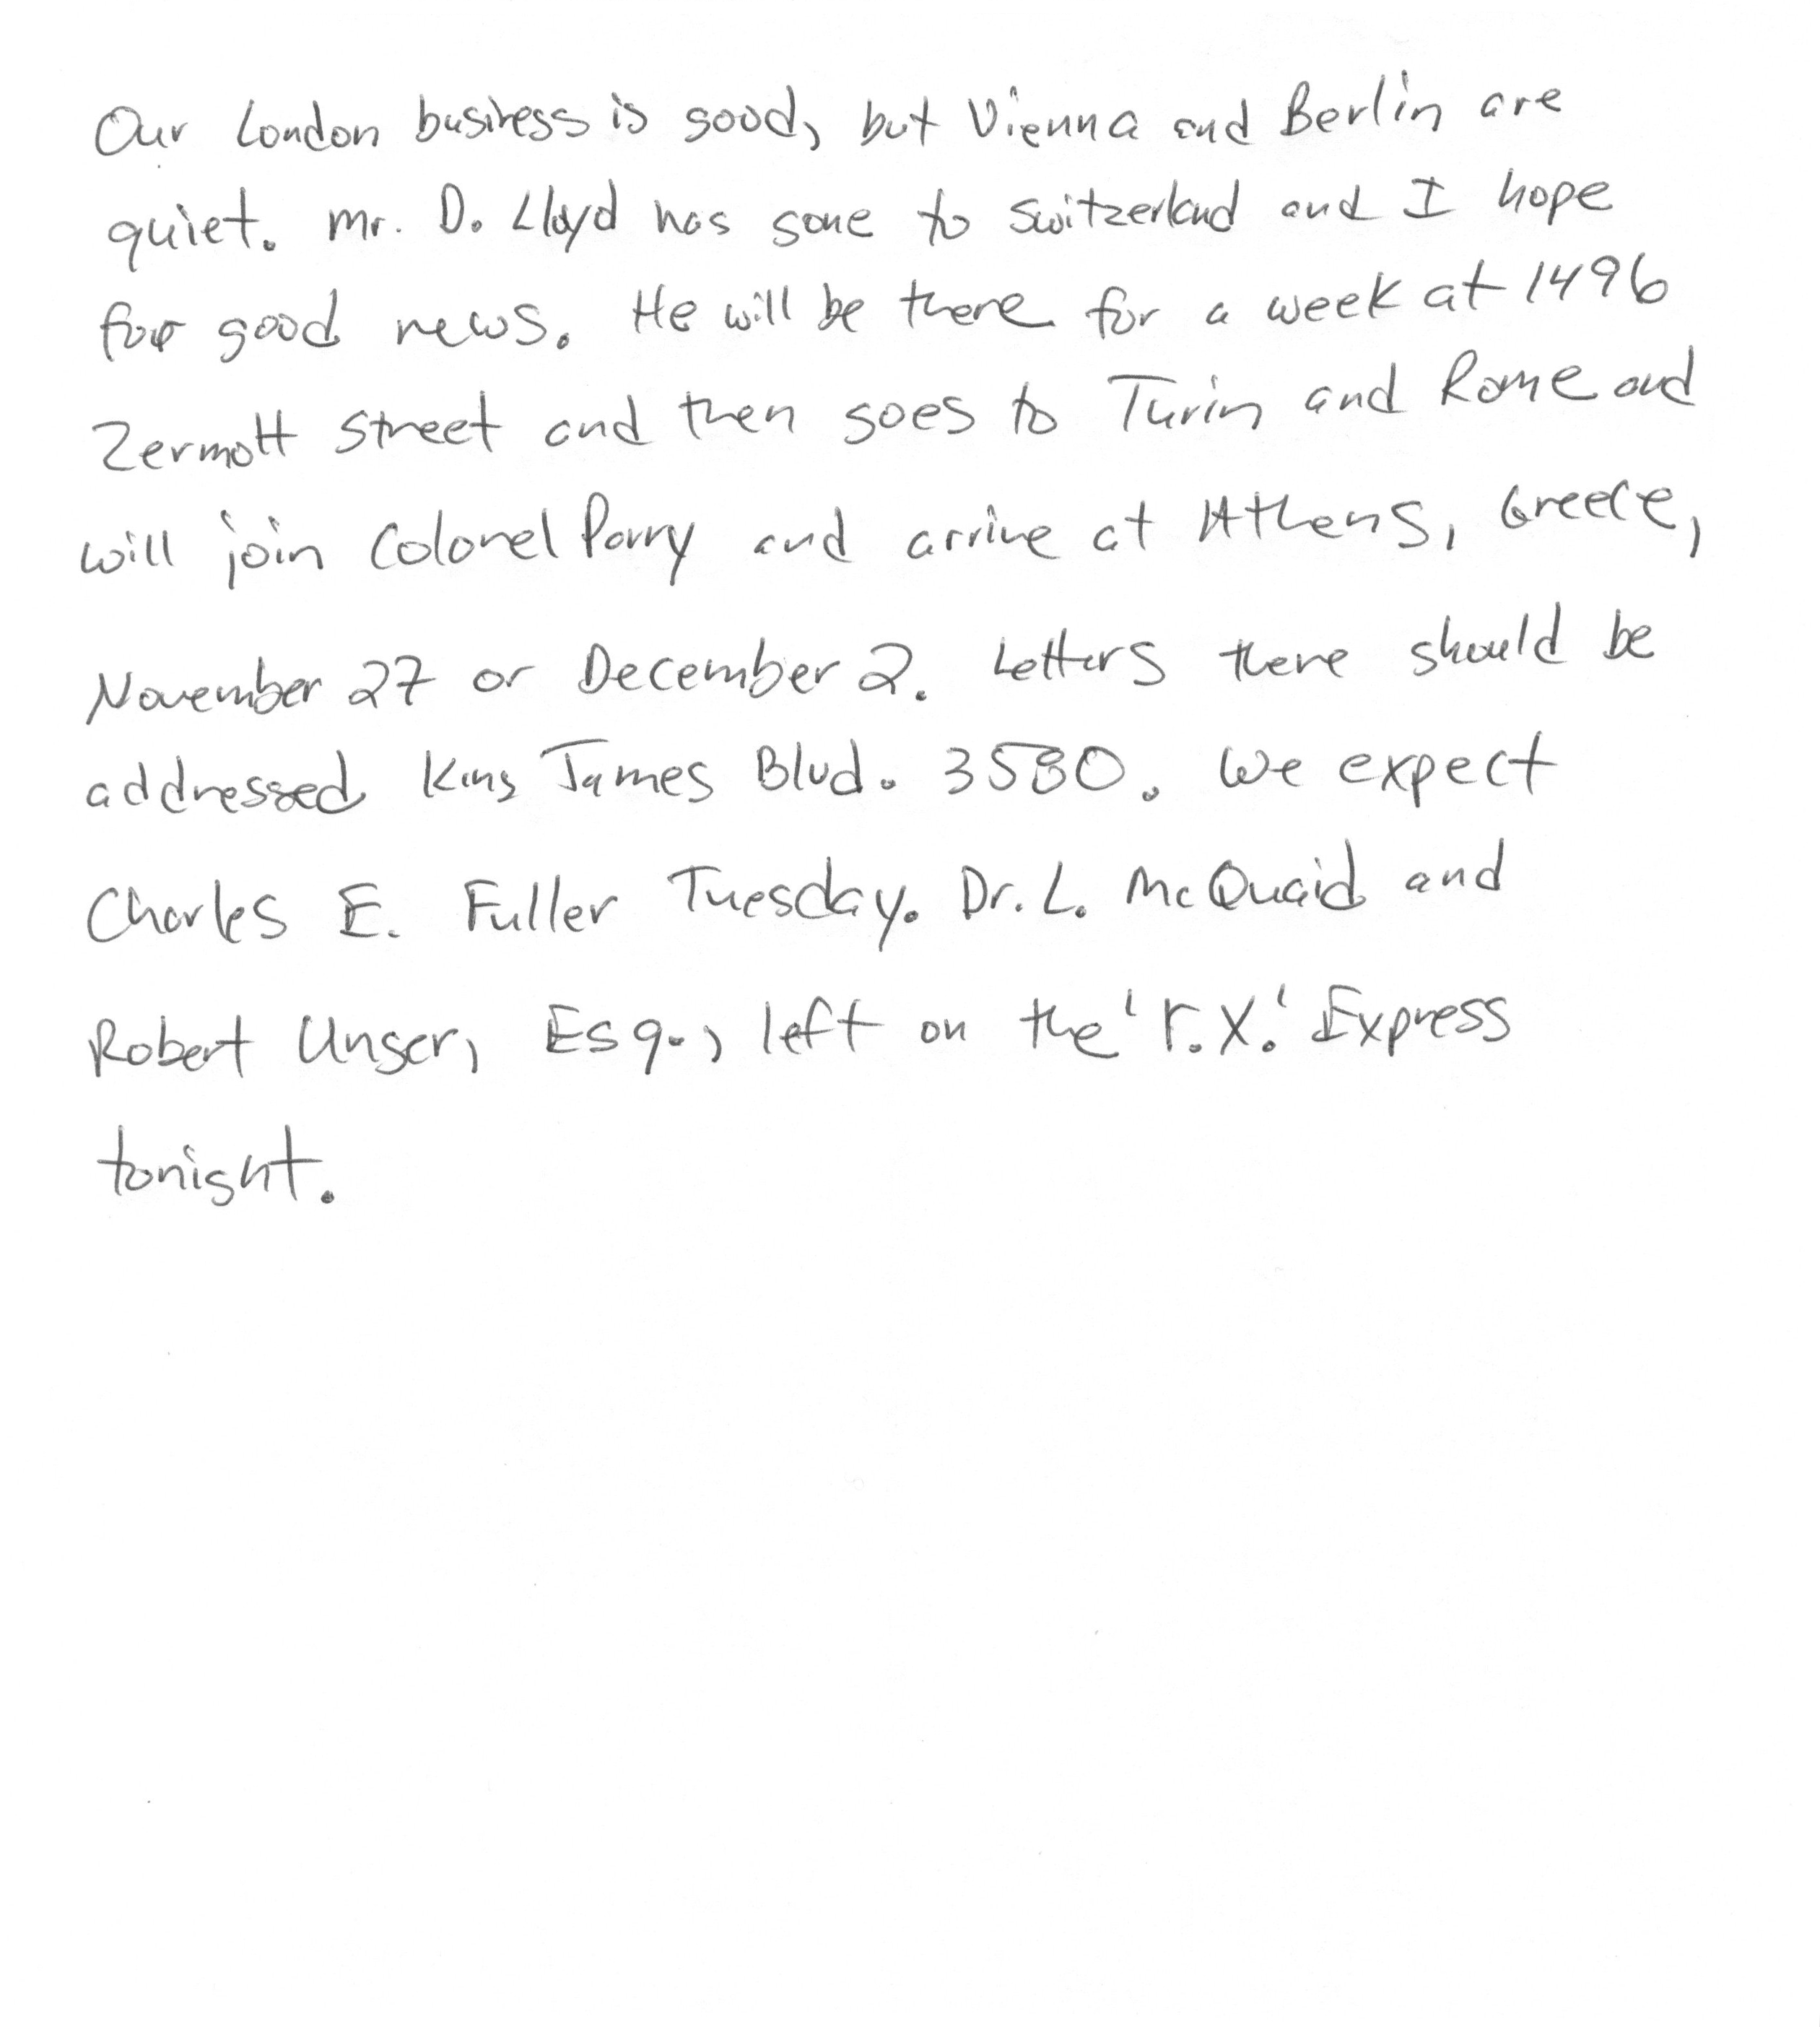 Our London business is good, but Vienna and Berlin are
quiet. Mr. D. Lloyd has gone to Switzerland and I hope
for good news. He will be there for a week at 1496
Zermott Street and then goes to Turin and Rome and
will join Colonel Parry and arrive at Athens, Greece,
November 27 or December 2. Letters there should be
addressed King James Blvd. 3580. We expect
Charles E. Fuller Tuesday. Dr. L. McQuaid and
Robert Unger, Esq., left on the 'Y.X.' Express
tonight.